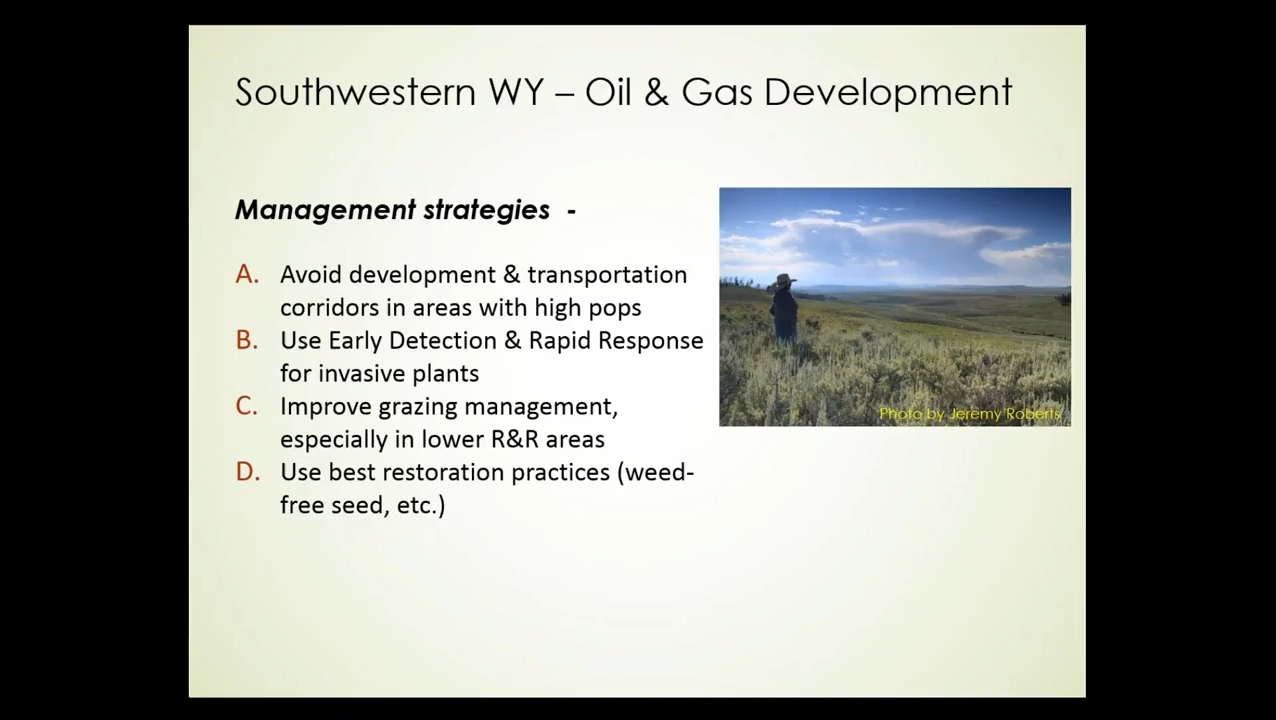 Southwestern WY – Oil & Gas Development
Management strategies -
A. Avoid development & transportation
corridors in areas with high pops
B. Use Early Detection & Rapid Response
for invasive plants
C. Improve grazing management,
especially in lower R&R areas
D. Use best restoration practices (weed-
free seed, etc.)
Photo by Jeremy Roberts